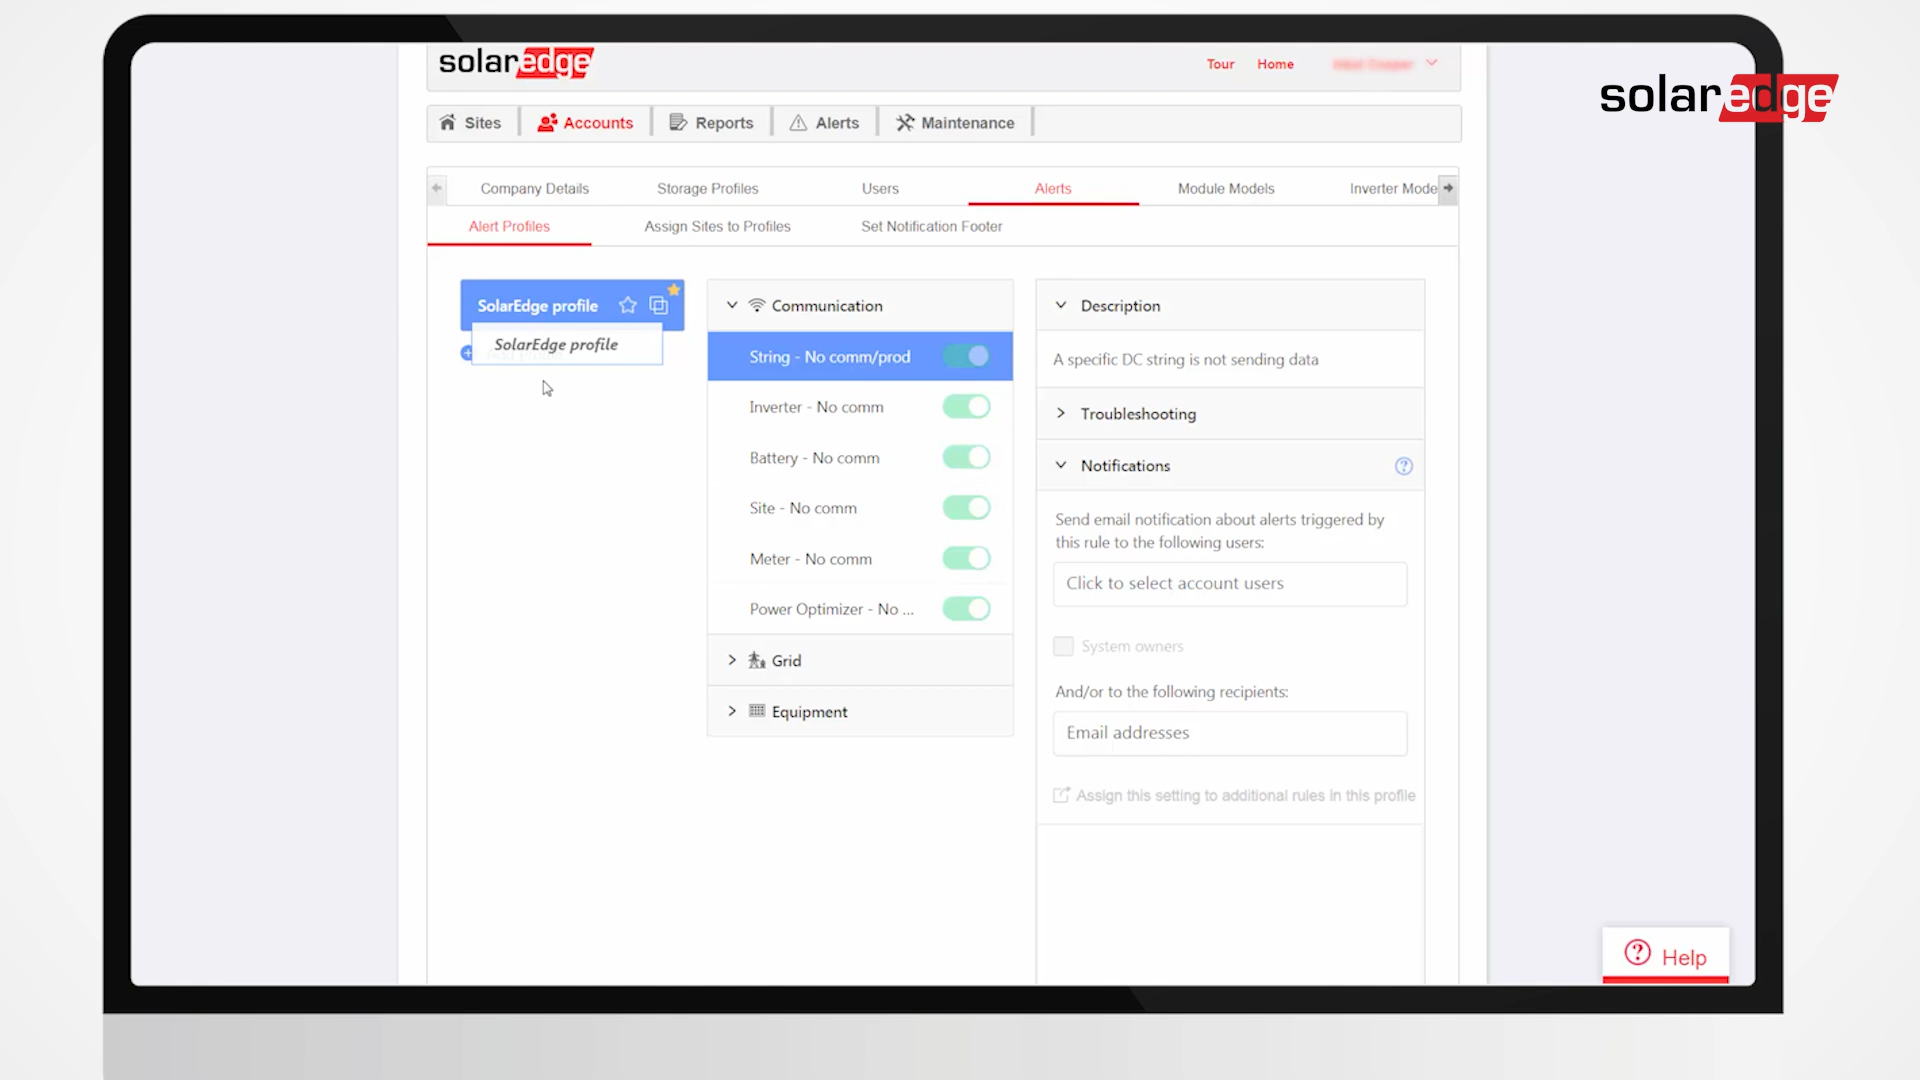 solaredge
Tour Home
solaredge
Sites Accounts Reports Alerts Maintenance
Company Details Storage Profiles Users Alerts Module Models Inverter Mode
Alert Profiles Assign Sites to Profiles Set Notification Footer
SolarEdge profile
SolarEdge profile
Communication
String - No comm/prod
Inverter - No comm
Battery - No comm
Site - No comm
Meter - No comm
Power Optimizer - No ...
Grid
Equipment
Description
A specific DC string is not sending data
Troubleshooting
Notifications
Send email notification about alerts triggered by
this rule to the following users:
Click to select account users
System owners
And/or to the following recipients:
Email addresses
Assign this setting to additional rules in this profile
Help